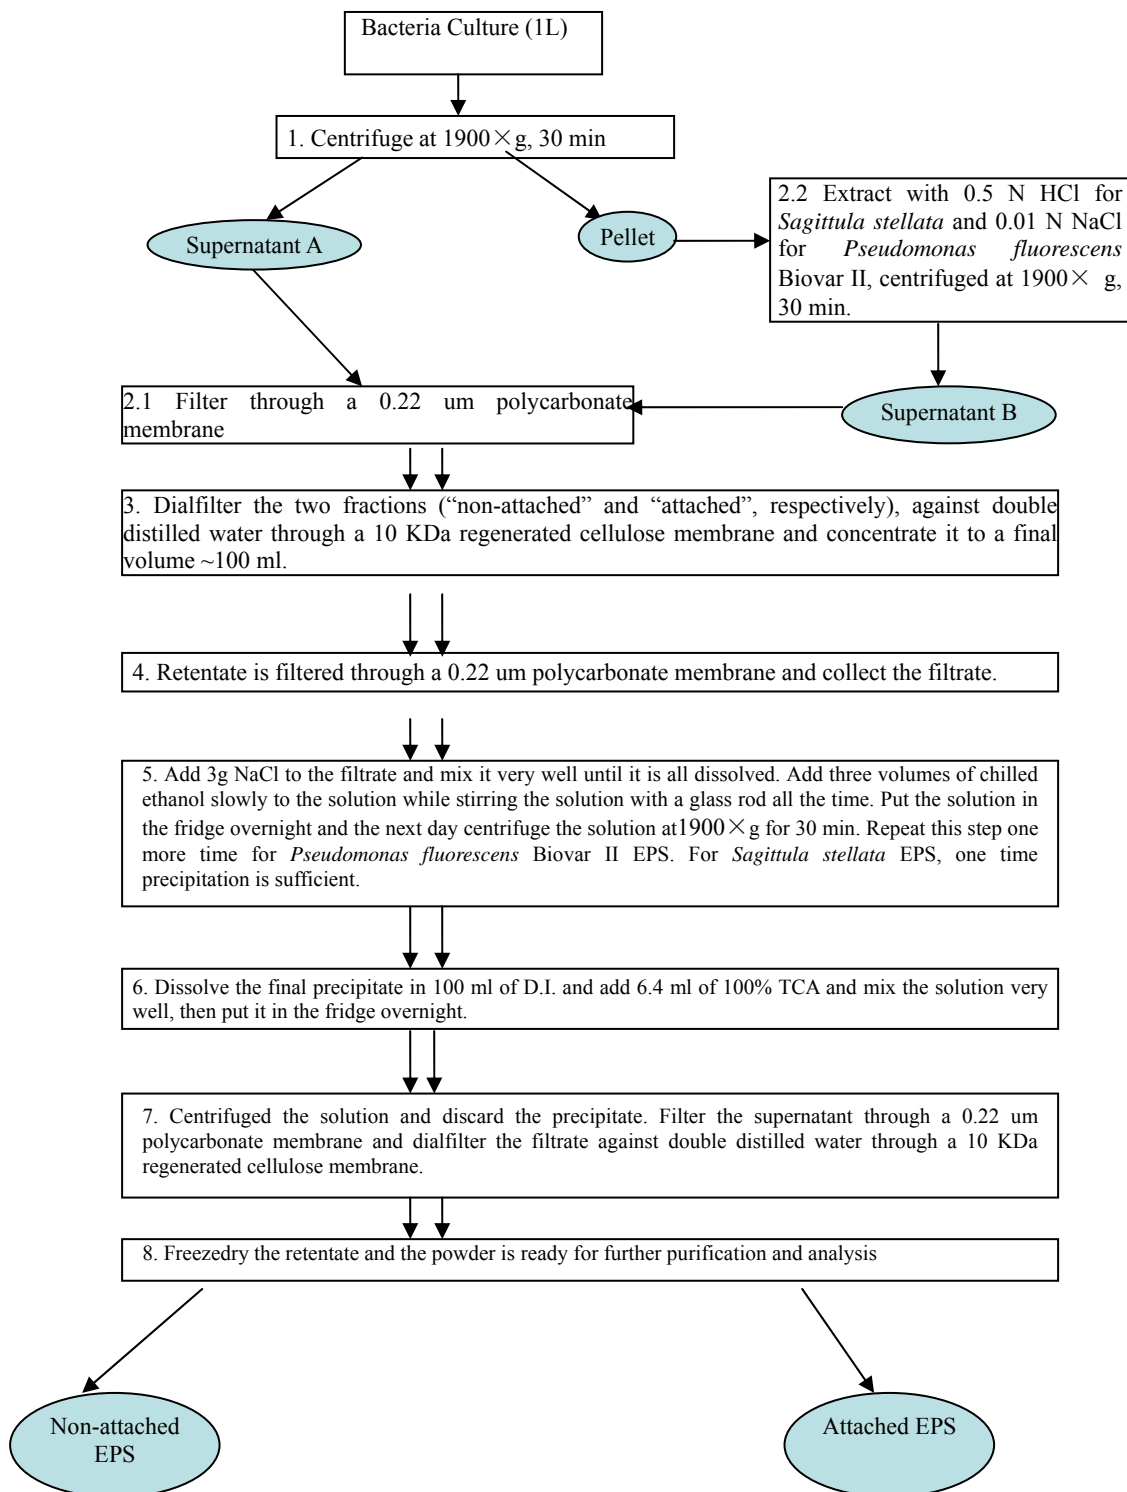 Bacteria Culture (1L)
1. Centrifuge at 1900×g, 30 min
Supernatant A
Pellet
2.2 Extract with 0.5 N HCl for
Sagittula stellata and 0.01 N NaCl
for Pseudomonas fluorescens
Biovar II, centrifuged at 1900× g,
30 min.
2.1 Filter through a 0.22 um polycarbonate
membrane
Supernatant B
3. Dialfilter the two fractions (“non-attached” and “attached”, respectively), against double
distilled water through a 10 KDa regenerated cellulose membrane and concentrate it to a final
volume ~100 ml.
4. Retentate is filtered through a 0.22 um polycarbonate membrane and collect the filtrate.
5. Add 3g NaCl to the filtrate and mix it very well until it is all dissolved. Add three volumes of chilled
ethanol slowly to the solution while stirring the solution with a glass rod all the time. Put the solution in
the fridge overnight and the next day centrifuge the solution at1900×g for 30 min. Repeat this step one
more time for Pseudomonas fluorescens Biovar II EPS. For Sagittula stellata EPS, one time
precipitation is sufficient.
6. Dissolve the final precipitate in 100 ml of D.I. and add 6.4 ml of 100% TCA and mix the solution very
well, then put it in the fridge overnight.
7. Centrifuged the solution and discard the precipitate. Filter the supernatant through a 0.22 um
polycarbonate membrane and dialfilter the filtrate against double distilled water through a 10 KDa
regenerated cellulose membrane.
8. Freezedry the retentate and the powder is ready for further purification and analysis
Non-attached
EPS
Attached EPS